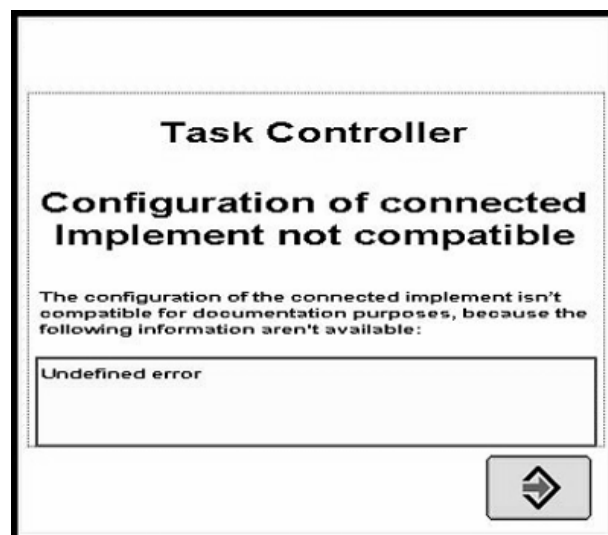 Task Controller
Configuration of connected
Implement not compatible
The configuration of the connected implement isn't
compatible for documentation purposes, because the
following information aren't available:
Undefined error